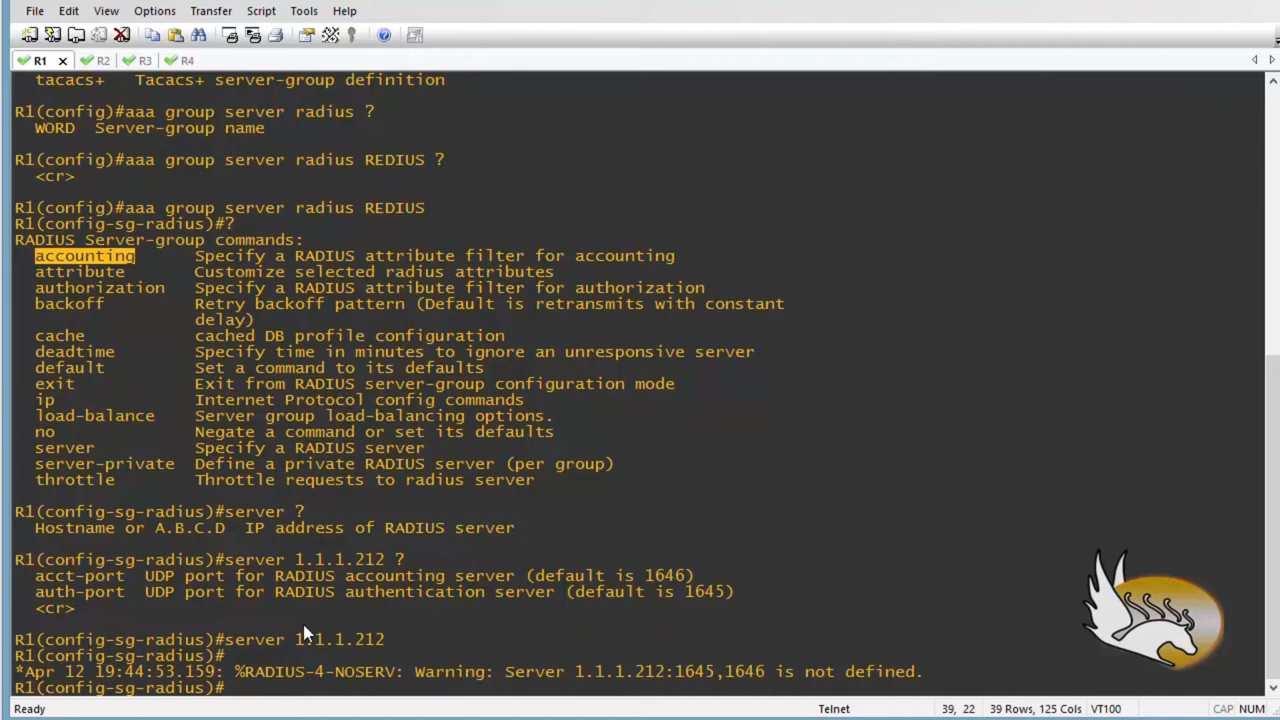 File Edit View Options Transfer Script Tools Help
R1 x R2 R3 R4
tacacs+ Tacacs+ server-group definition
R1(config)#aaa group server radius ?
WORD Server-group name
R1(config)#aaa group server radius REDIUS ?
<cr>
R1(config)#aaa group server radius REDIUS
R1(config-sg-radius)#?
RADIUS Server-group commands:
accounting Specify a RADIUS attribute filter for accounting
attribute Customize selected radius attributes
authorization Specify a RADIUS attribute filter for authorization
backoff Retry backoff pattern (Default is retransmits with constant
delay)
cache cached DB profile configuration
deadtime Specify time in minutes to ignore an unresponsive server
default Set a command to its defaults
exit Exit from RADIUS server-group configuration mode
ip Internet Protocol config commands
load-balance Server group load-balancing options.
no Negate a command or set its defaults
server Specify a RADIUS server
server-private Define a private RADIUS server (per group)
throttle Throttle requests to radius server
R1(config-sg-radius)#server ?
Hostname or A.B.C.D IP address of RADIUS server
R1(config-sg-radius)#server 1.1.1.212 ?
acct-port UDP port for RADIUS accounting server (default is 1646)
auth-port UDP port for RADIUS authentication server (default is 1645)
<cr>
R1(config-sg-radius)#server 1.1.1.212
R1(config-sg-radius)#
*Apr 12 19:44:53.159: %RADIUS-4-NOSERV: Warning: Server 1.1.1.212:1645,1646 is not defined.
R1(config-sg-radius)#
Ready Telnet 39, 22 39 Rows, 125 Cols VT100 CAP NUM